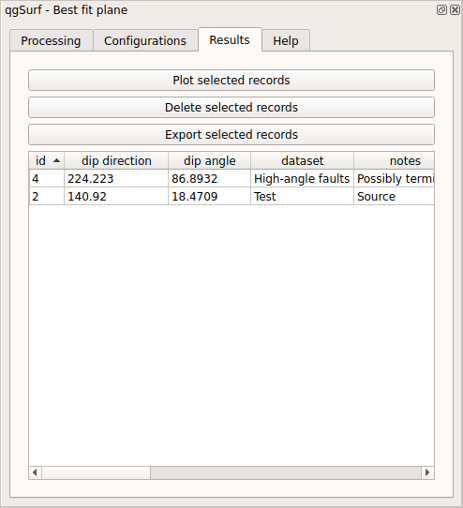 qgSurf - Best fit plane
Processing Configurations Results Help
Plot selected records
Delete selected records
Export selected records
id dip direction dip angle dataset notes
4 224.223 86.8932 High-angle faults Possibly termi
2 140.92 18.4709 Test Source